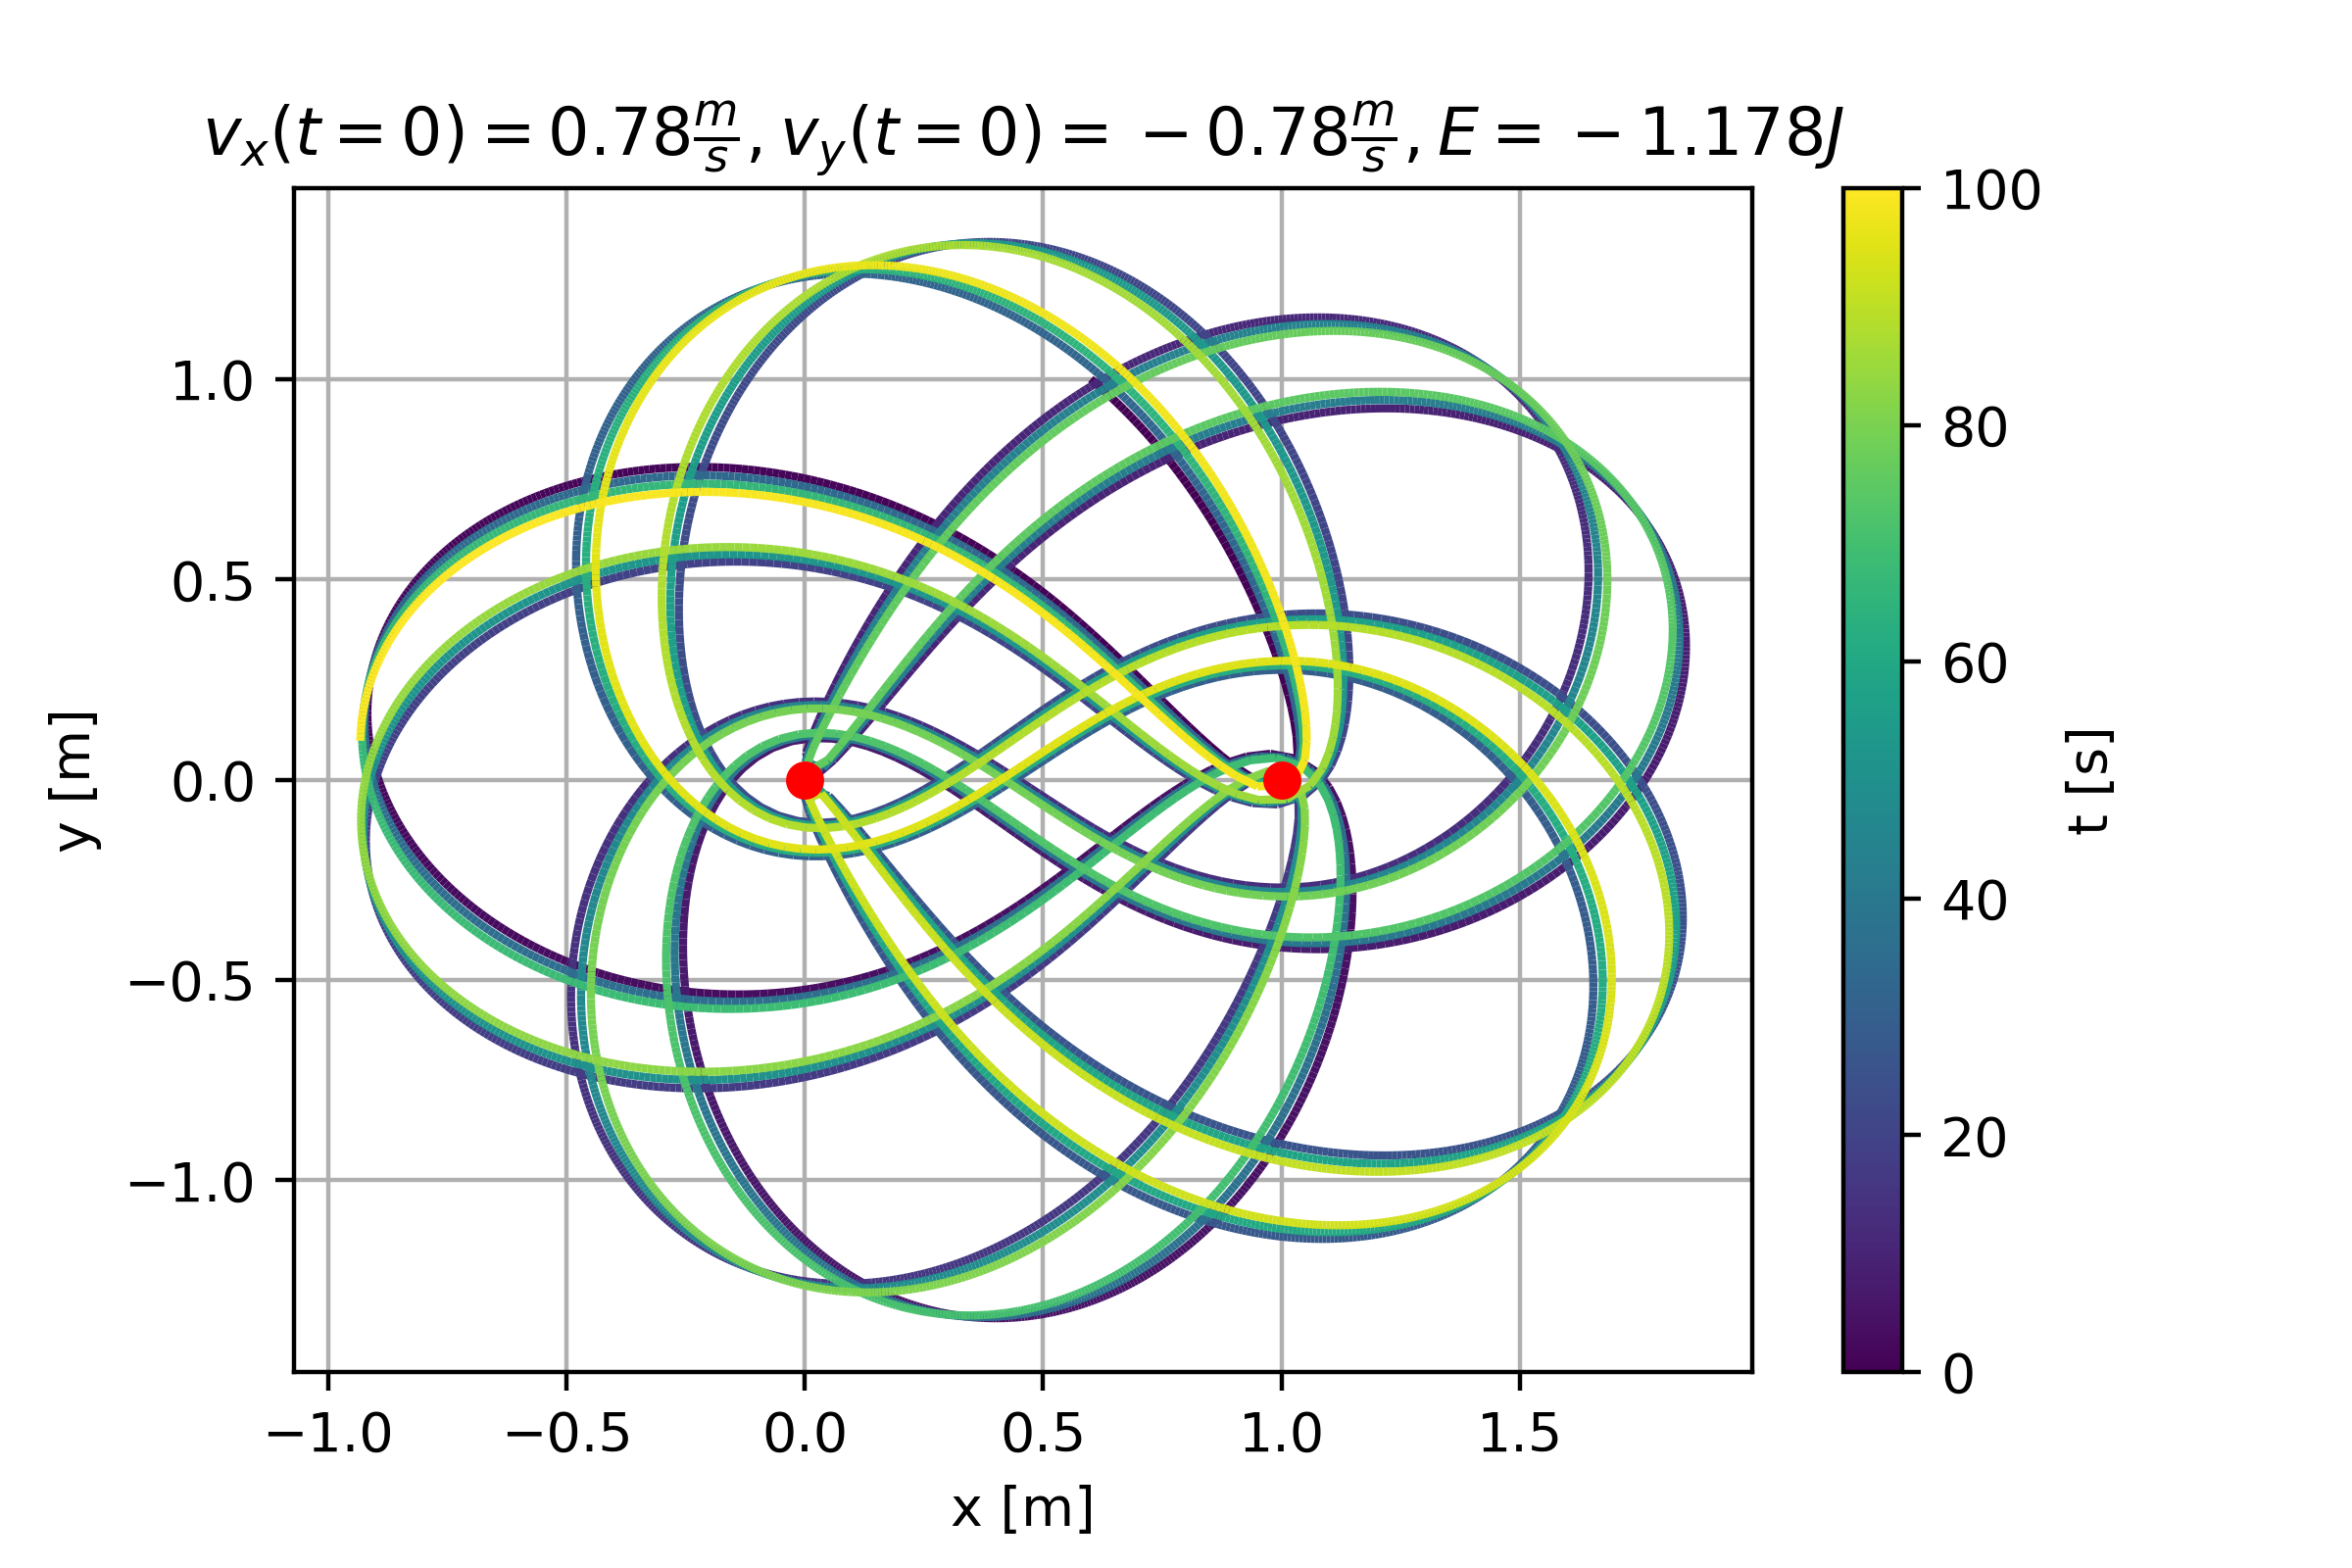 v_x(t = 0) = 0.78 m/s, v_y(t = 0) = −0.78 m/s, E = −1.178J
y [m]
1.0
0.5
0.0
−0.5
−1.0
−1.0 −0.5 0.0 0.5 1.0 1.5
x [m]
100
80
60
40
20
0
t [s]